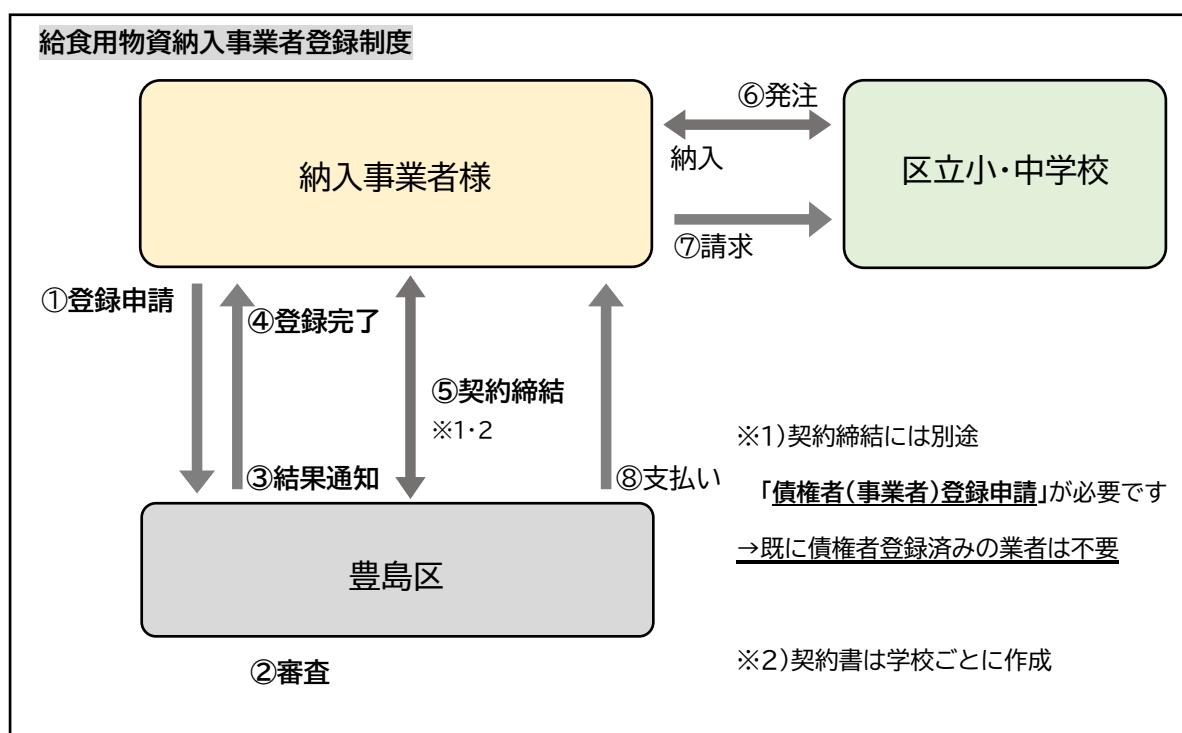 給食用物資納入事業者登録制度
納入事業者様
⑥発注
納入
⑦請求
区立小・中学校
①登録申請
④登録完了
⑤契約締結
※1・2
③結果通知
⑧支払い
豊島区
②審査
※1)契約締結には別途
「債権者(事業者)登録申請」が必要です
→既に債権者登録済みの業者は不要
※2)契約書は学校ごとに作成